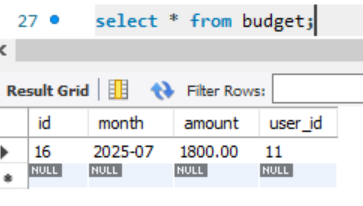 27 select * from budget;
Result Grid Filter Rows:
id month amount user_id
16 2025-07 1800.00 11
NULL NULL NULL NULL